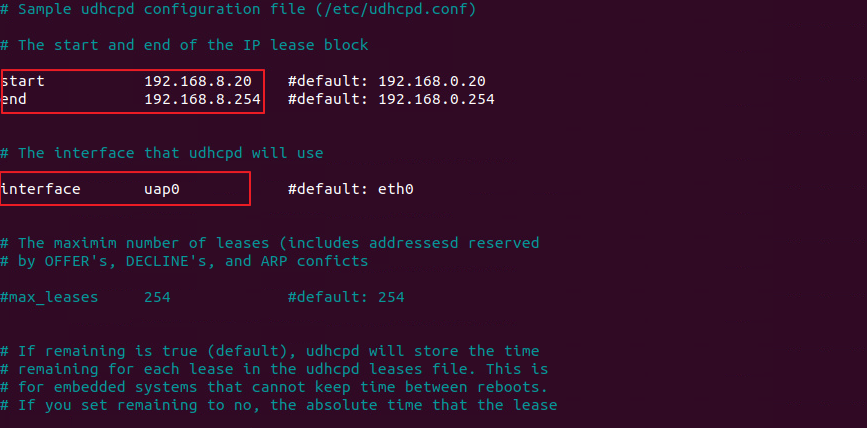 # Sample udhcpd configuration file (/etc/udhcpd.conf)
# The start and end of the IP lease block
start 192.168.8.20 #default: 192.168.0.20
end 192.168.8.254 #default: 192.168.0.254
# The interface that udhcpd will use
interface uap0 #default: eth0
# The maximim number of leases (includes addressesd reserved
# by OFFER's, DECLINE's, and ARP conficts
#max_leases 254 #default: 254
# If remaining is true (default), udhcpd will store the time
# remaining for each lease in the udhcpd leases file. This is
# for embedded systems that cannot keep time between reboots.
# If you set remaining to no, the absolute time that the lease